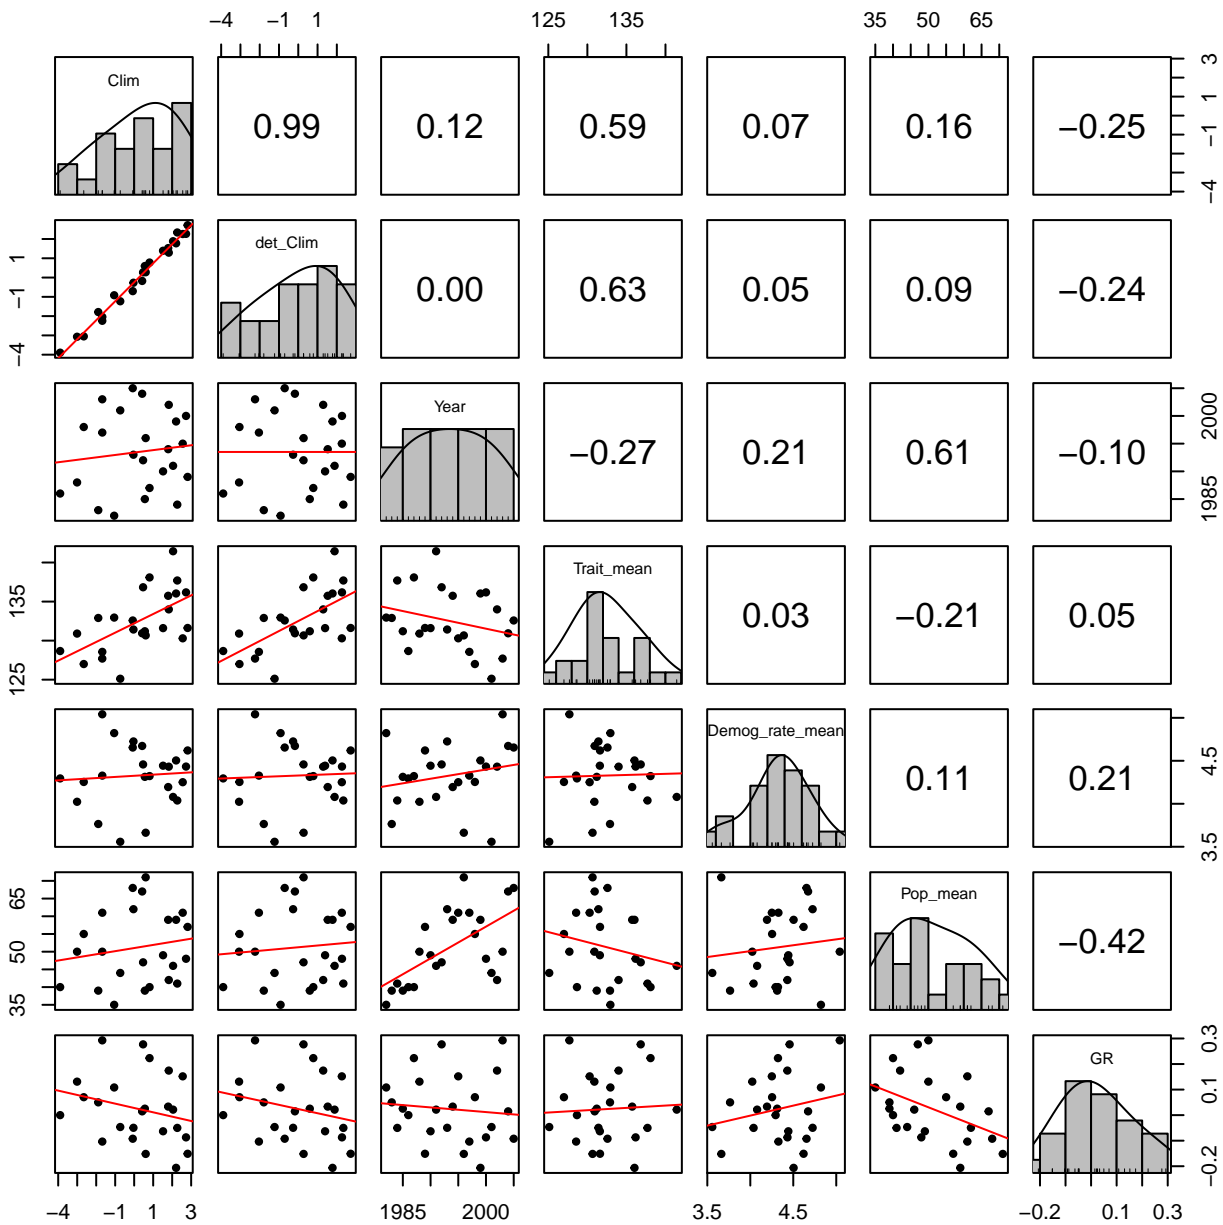 −4 −1 1 125 135 35 50 65
Clim 0.99 0.12 0.59 0.07 0.16 −0.25 −4 −1 1 3
−4 −1 1 det_Clim 0.00 0.63 0.05 0.09 −0.24
Year −0.27 0.21 0.61 −0.10 1985 2000
125 135 Trait_mean 0.03 −0.21 0.05
Demog_rate_mean 0.11 0.21 3.5 4.5
35 50 65 Pop_mean −0.42
GR −0.2 0.1 0.3
−4 −1 1 3 1985 2000 3.5 4.5 −0.2 0.1 0.3